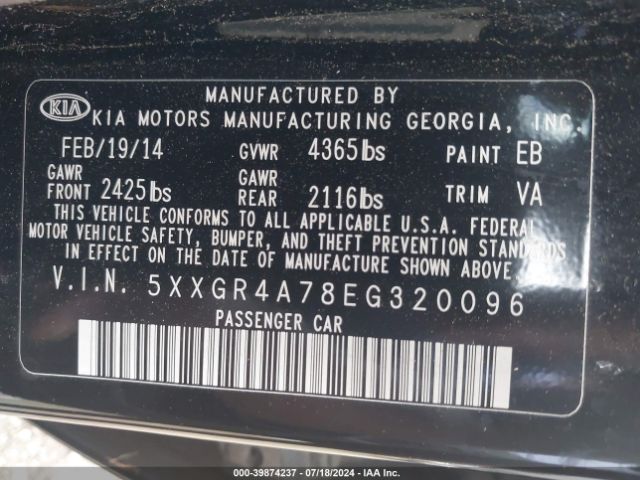 MANUFACTURED BY
KIA KIA MOTORS MANUFACTURING GEORGIA, INC.
FEB/19/14 GVWR 4365lbs PAINT EB
GAWR FRONT 2425lbs GAWR REAR 2116lbs TRIM VA
THIS VEHICLE CONFORMS TO ALL APPLICABLE U.S.A. FEDERAL
MOTOR VEHICLE SAFETY, BUMPER, AND THEFT PREVENTION STANDARDS
IN EFFECT ON THE DATE OF MANUFACTURE SHOWN ABOVE.
V.I.N. 5XXGR4A78EG320096
PASSENGER CAR
000-39874237 - 07/18/2024 - IAA Inc.